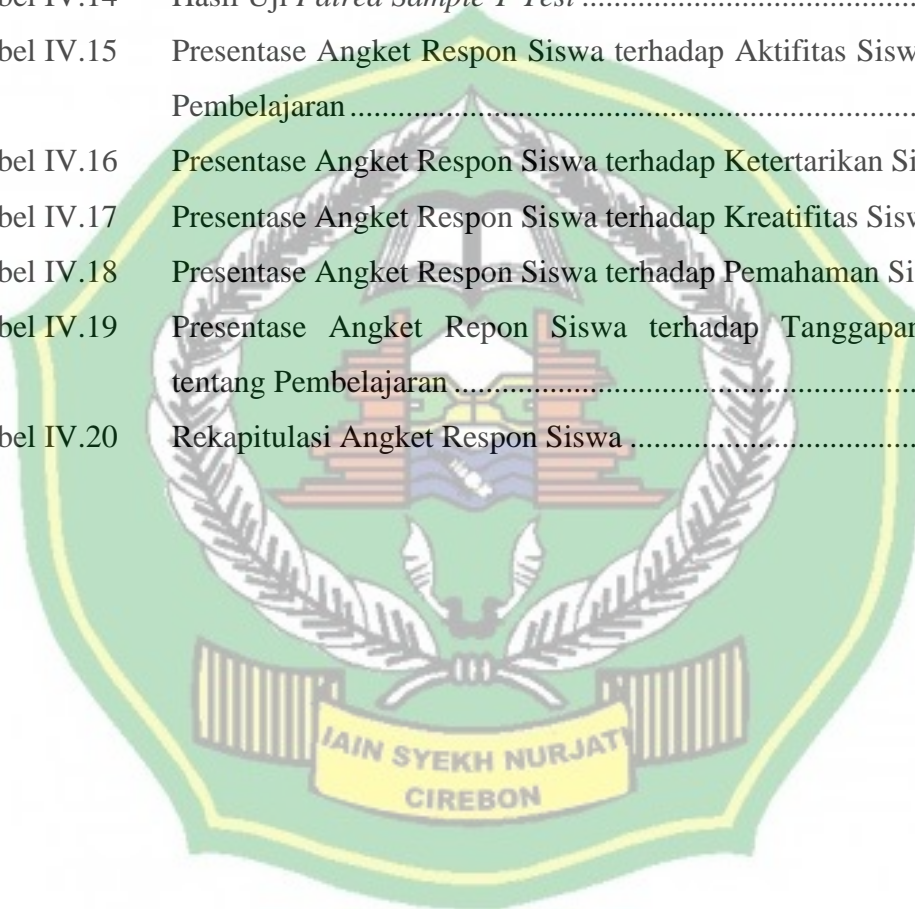 bel IV.14 Hasil Uji Paired Sample T Test ........................................................
bel IV.15 Presentase Angket Respon Siswa terhadap Aktifitas Sisw
Pembelajaran ........................................................................................
bel IV.16 Presentase Angket Respon Siswa terhadap Ketertarikan Si
bel IV.17 Presentase Angket Respon Siswa terhadap Kreatifitas Sisw
bel IV.18 Presentase Angket Respon Siswa terhadap Pemahaman Si
bel IV.19 Presentase Angket Repon Siswa terhadap Tanggapan
tentang Pembelajaran .......................................................................
bel IV.20 Rekapitulasi Angket Respon Siswa ............................................
IAIN SYEKH NURJATI
CIREBON